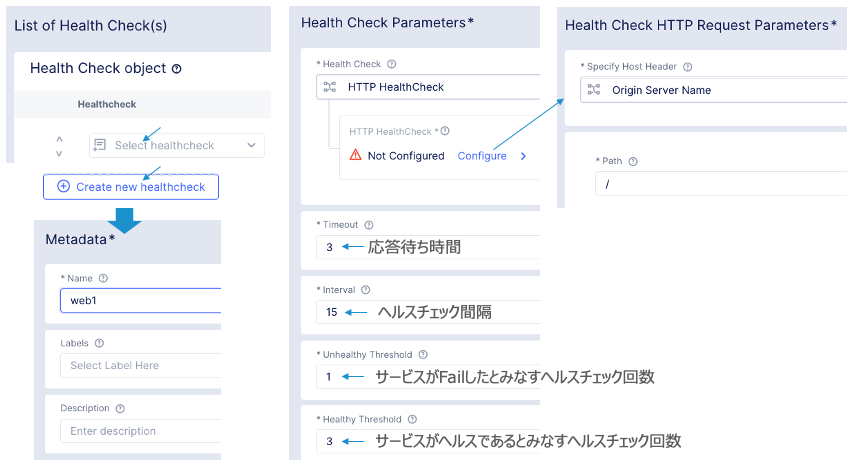 List of Health Check(s)
Health Check object
Healthcheck
Select healthcheck
Create new healthcheck
Metadata*
* Name
web1
Labels
Select Label Here
Description
Enter description
Health Check Parameters*
* Health Check
HTTP HealthCheck
HTTP HealthCheck *
Not Configured Configure
* Timeout
3 応答待ち時間
* Interval
15 ヘルスチェック間隔
* Unhealthy Threshold
1 サービスがFailしたとみなすヘルスチェック回数
* Healthy Threshold
3 サービスがヘルスであるとみなすヘルスチェック回数
Health Check HTTP Request Parameters*
* Specify Host Header
Origin Server Name
* Path
/